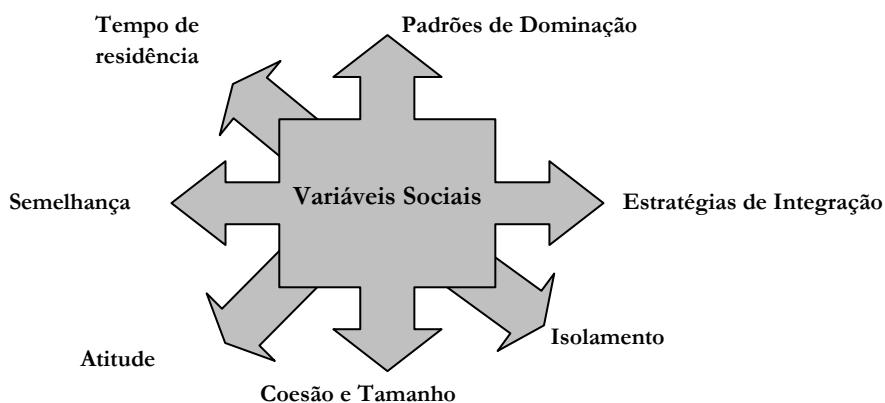 Tempo de
residência
Padrões de Dominação
Semelhança
Variáveis Sociais
Estratégias de Integração
Isolamento
Atitude
Coesão e Tamanho